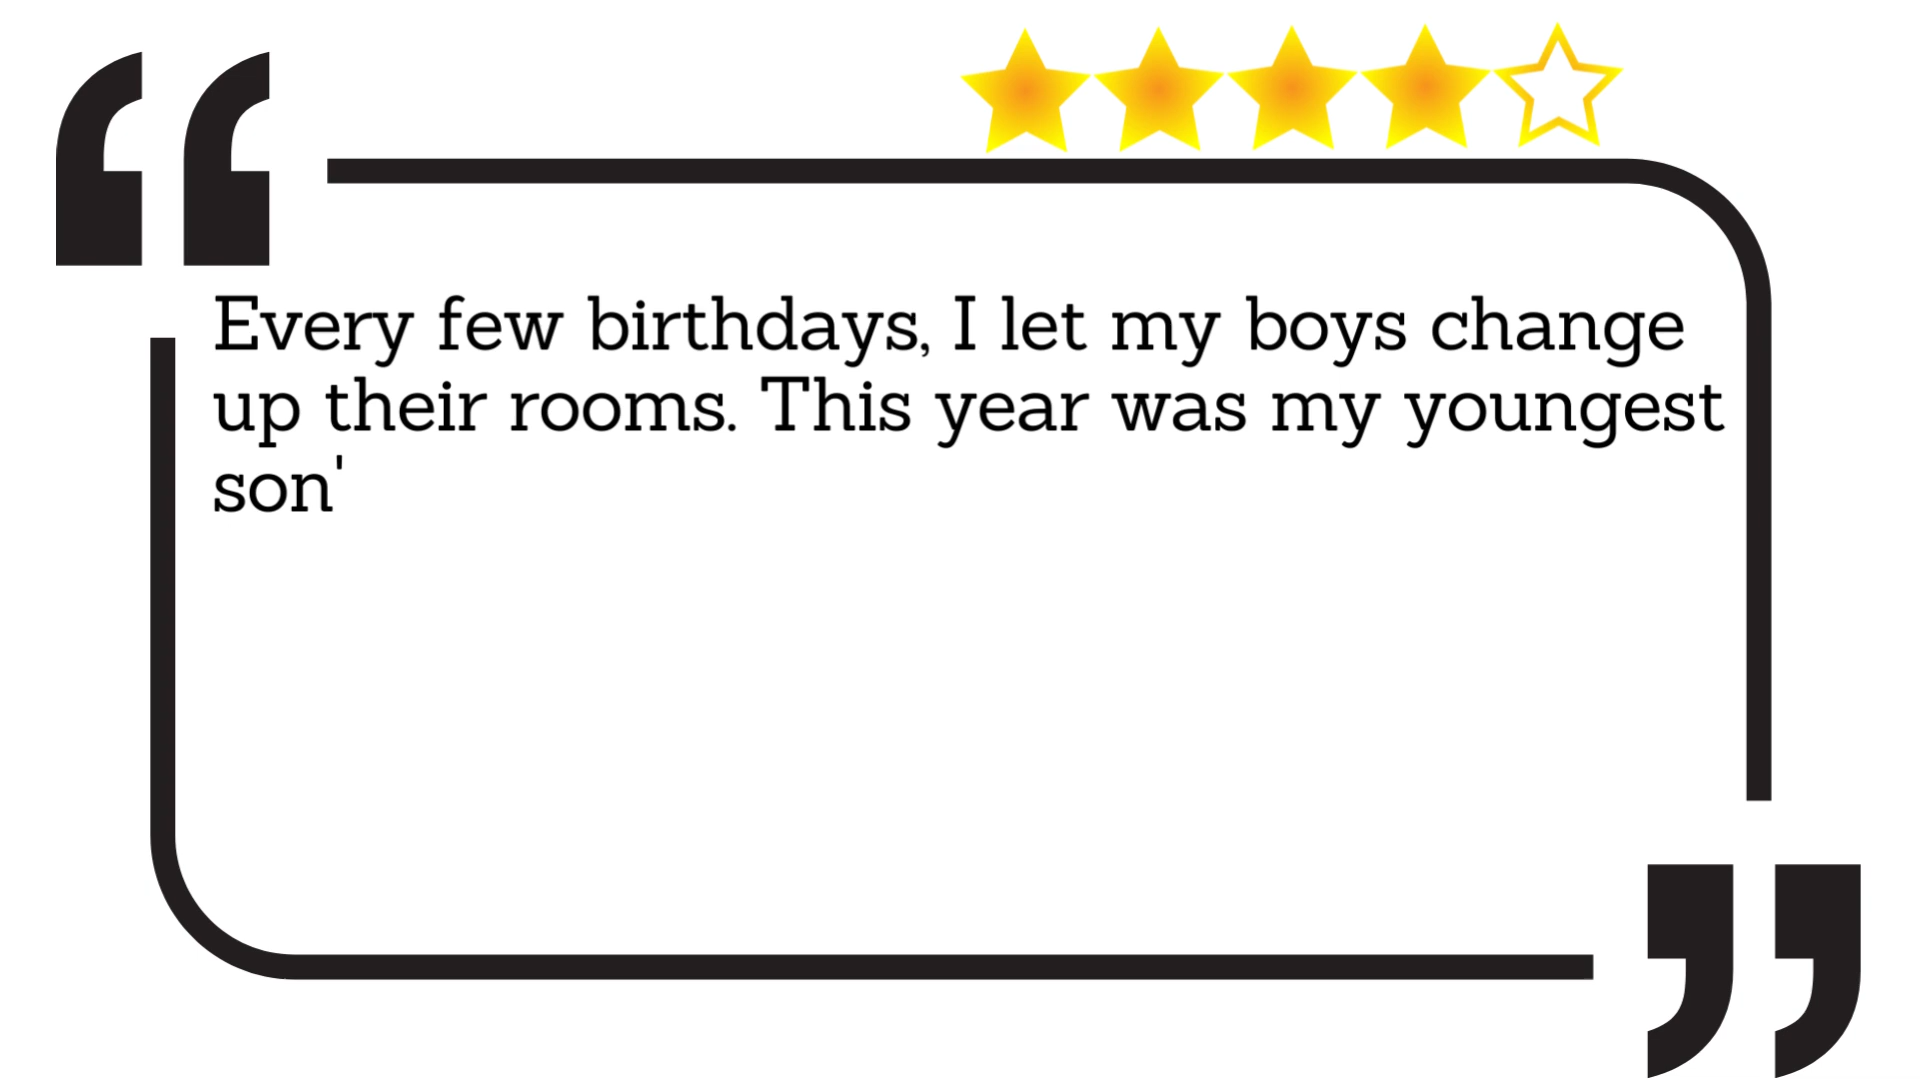 Every few birthdays, I let my boys change
up their rooms. This year was my youngest
son'